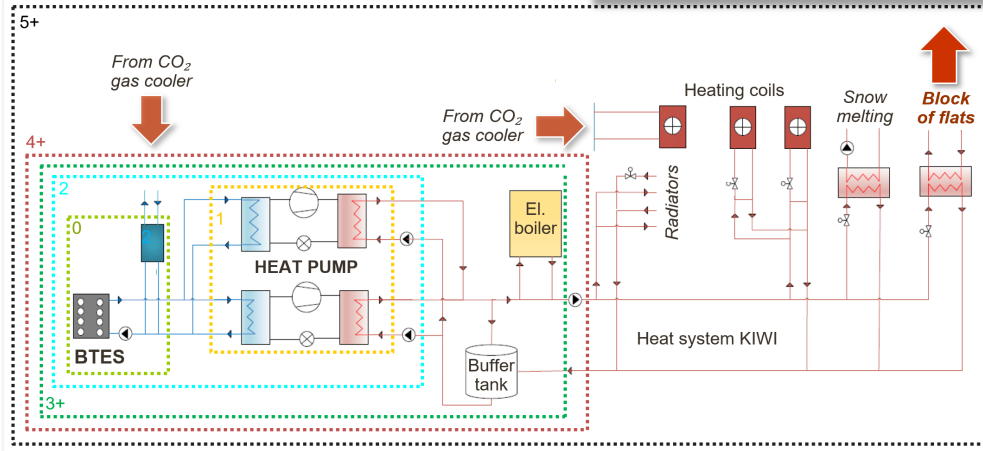 5+
From CO₂
gas cooler
From CO₂
gas cooler
Heating coils
Snow
melting
Block
of flats
4+
2
0
1
El.
boiler
Radiators
HEAT PUMP
BTES
Heat system KIWI
Buffer
tank
3+